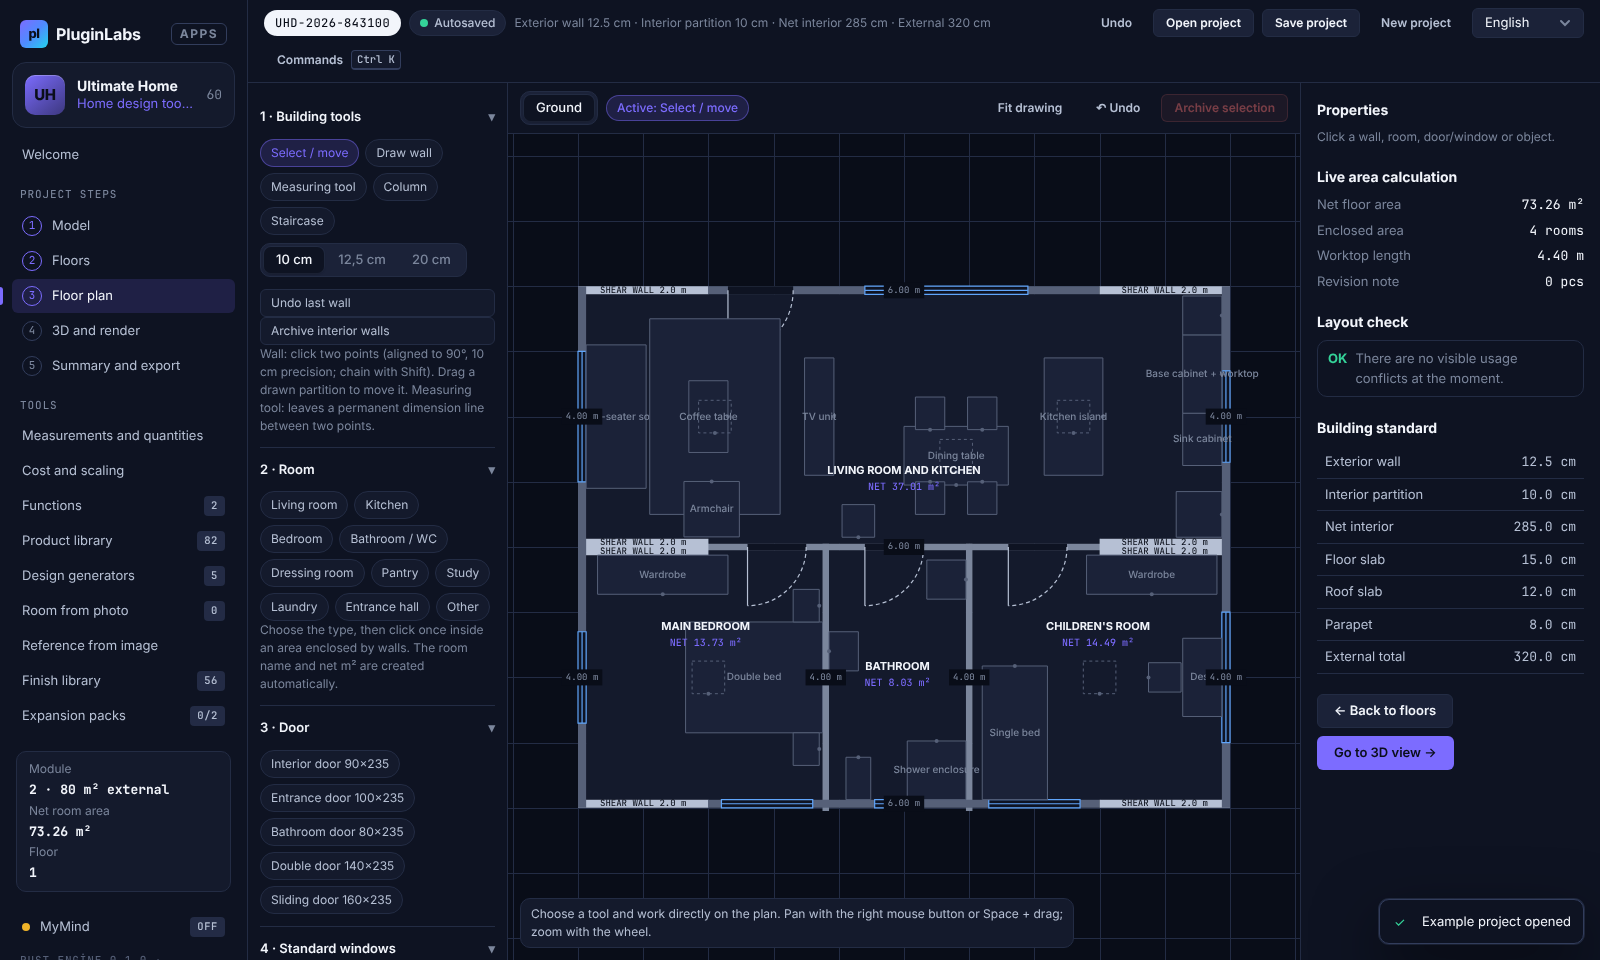 pl PluginLabs APPS
UH Ultimate Home
Home design too... 60
Welcome
PROJECT STEPS
1 Model
2 Floors
3 Floor plan
4 3D and render
5 Summary and export
TOOLS
Measurements and quantities
Cost and scaling
Functions 2
Product library 82
Design generators 5
Room from photo 0
Reference from image
Finish library 56
Expansion packs 0/2
Module
2 · 80 m² external
Net room area
73.26 m²
Floor
1
MyMind OFF
UHD-2026-843100 Autosaved Exterior wall 12.5 cm · Interior partition 10 cm · Net interior 285 cm · External 320 cm Undo Open project Save project New project English
Commands Ctrl K
1 · Building tools
Select / move Draw wall
Measuring tool Column
Staircase
10 cm 12,5 cm 20 cm
Undo last wall
Archive interior walls
Wall: click two points (aligned to 90°, 10
cm precision; chain with Shift). Drag a
drawn partition to move it. Measuring
tool: leaves a permanent dimension line
between two points.
2 · Room
Living room Kitchen
Bedroom Bathroom / WC
Dressing room Pantry Study
Laundry Entrance hall Other
Choose the type, then click once inside
an area enclosed by walls. The room
name and net m² are created
automatically.
3 · Door
Interior door 90×235
Entrance door 100×235
Bathroom door 80×235
Double door 140×235
Sliding door 160×235
4 · Standard windows
Ground Active: Select / move Fit drawing ↶ Undo Archive selection
SHEAR WALL 2.0 m 6.00 m SHEAR WALL 2.0 m
Base cabinet + worktop
4.00 m -seater so Coffee table TV unit Kitchen island 4.00 m
Sink cabinet
Dining table
LIVING ROOM AND KITCHEN
NET 37.01 m²
Armchair
SHEAR WALL 2.0 m 6.00 m SHEAR WALL 2.0 m
SHEAR WALL 2.0 m SHEAR WALL 2.0 m
Wardrobe Wardrobe
MAIN BEDROOM CHILDREN'S ROOM
NET 13.73 m² NET 14.49 m²
BATHROOM
NET 8.03 m²
4.00 m Double bed 4.00 m 4.00 m Des 4.00 m
Single bed
Shower enclosure
SHEAR WALL 2.0 m 6.00 m SHEAR WALL 2.0 m
Choose a tool and work directly on the plan. Pan with the right mouse button or Space + drag;
zoom with the wheel.
Properties
Click a wall, room, door/window or object.
Live area calculation
Net floor area 73.26 m²
Enclosed area 4 rooms
Worktop length 4.40 m
Revision note 0 pcs
Layout check
OK There are no visible usage
conflicts at the moment.
Building standard
Exterior wall 12.5 cm
Interior partition 10.0 cm
Net interior 285.0 cm
Floor slab 15.0 cm
Roof slab 12.0 cm
Parapet 8.0 cm
External total 320.0 cm
← Back to floors
Go to 3D view →
✓ Example project opened